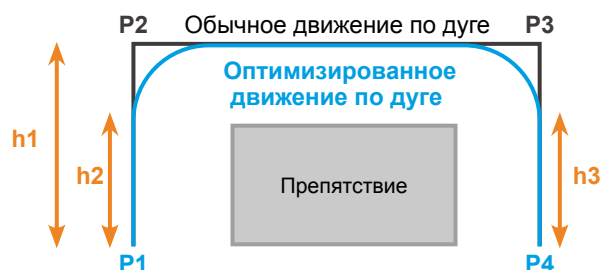 P2 Обычное движение по дуге P3
Оптимизированное
движение по дуге
h1
h2
Препятствие
h3
P1 P4